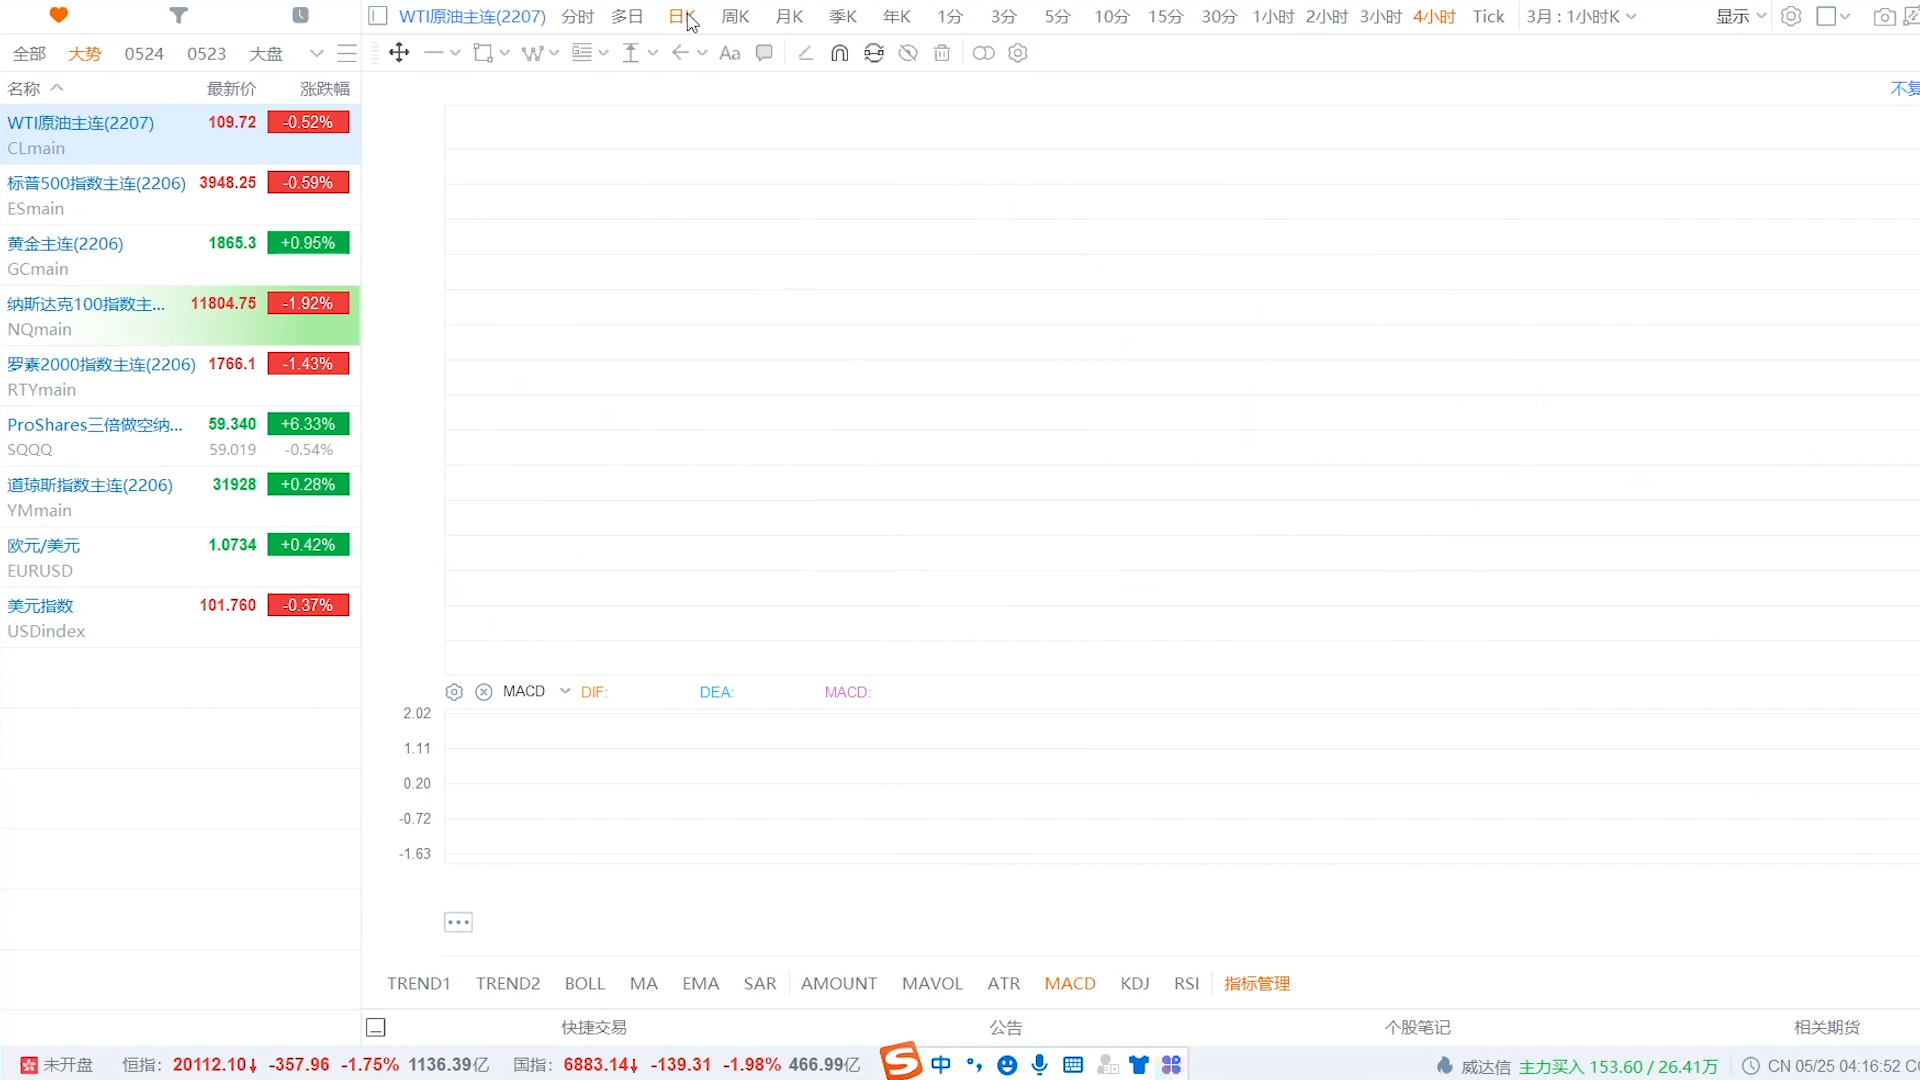 WTI原油主连(2207) 分时 多日 日K 周K 月K 季K 年K 1分 3分 5分 10分 15分 30分 1小时 2小时 3小时 4小时 Tick 3月 : 1小时K 显示
全部 大势 0524 0523 大盘
Aa
名称 最新价 涨跌幅
不复
WTI原油主连(2207) 109.72 -0.52%
CLmain
标普500指数主连(2206) 3948.25 -0.59%
ESmain
黄金主连(2206) 1865.3 +0.95%
GCmain
纳斯达克100指数主... 11804.75 -1.92%
NQmain
罗素2000指数主连(2206) 1766.1 -1.43%
RTYmain
ProShares三倍做空纳... 59.340 +6.33%
SQQQ 59.019 -0.54%
道琼斯指数主连(2206) 31928 +0.28%
YMmain
欧元/美元 1.0734 +0.42%
EURUSD
美元指数 101.760 -0.37%
USDindex
MACD DIF: DEA: MACD:
2.02
1.11
0.20
-0.72
-1.63
TREND1 TREND2 BOLL MA EMA SAR AMOUNT MAVOL ATR MACD KDJ RSI 指标管理
快捷交易 公告 个股笔记 相关期货
未开盘 恒指: 20112.10↓ -357.96 -1.75% 1136.39亿 国指: 6883.14↓ -139.31 -1.98% 466.99亿 中 威达信 主力买入 153.60 / 26.41万 CN 05/25 04:16:52